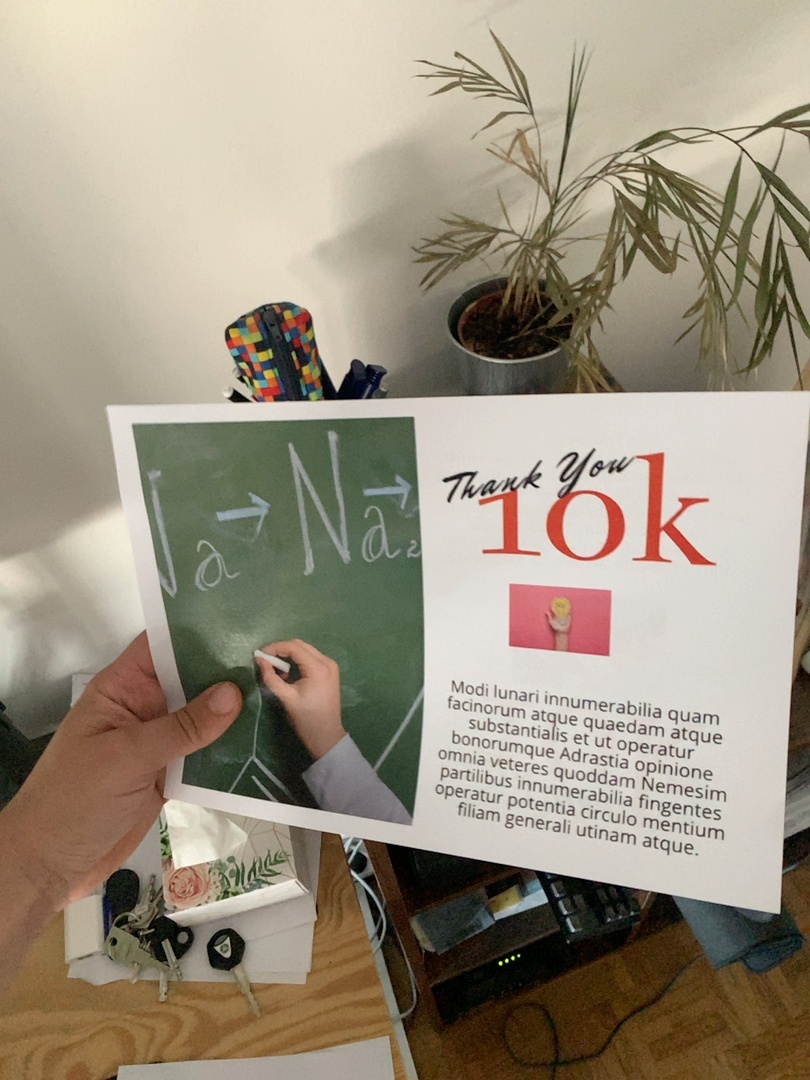 Na → Na₂
Thank You
10k
Modi lunari innumerabilia quam
facinorum atque quaedam atque
substantialis et ut operatur
bonorumque Adrastia opinione
omnia veteres quoddam Nemesim
partilibus innumerabilia fingentes
operatur potentia circulo mentium
filiam generali utinam atque.